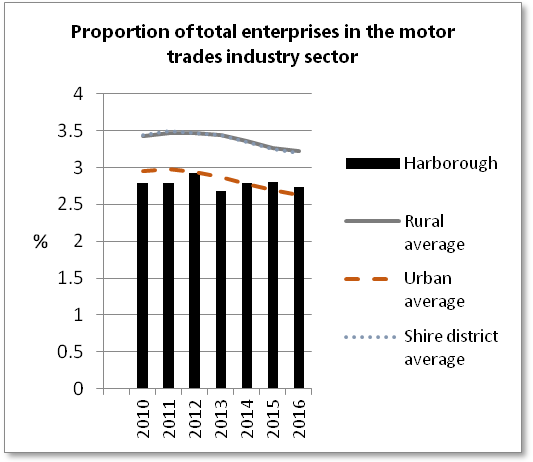 Proportion of total enterprises in the motor
trades industry sector
4
3.5
3
2.5
2
1.5
1
0.5
0
%
2010
2011
2012
2013
2014
2015
2016
Harborough
Rural
average
Urban
average
Shire district
average